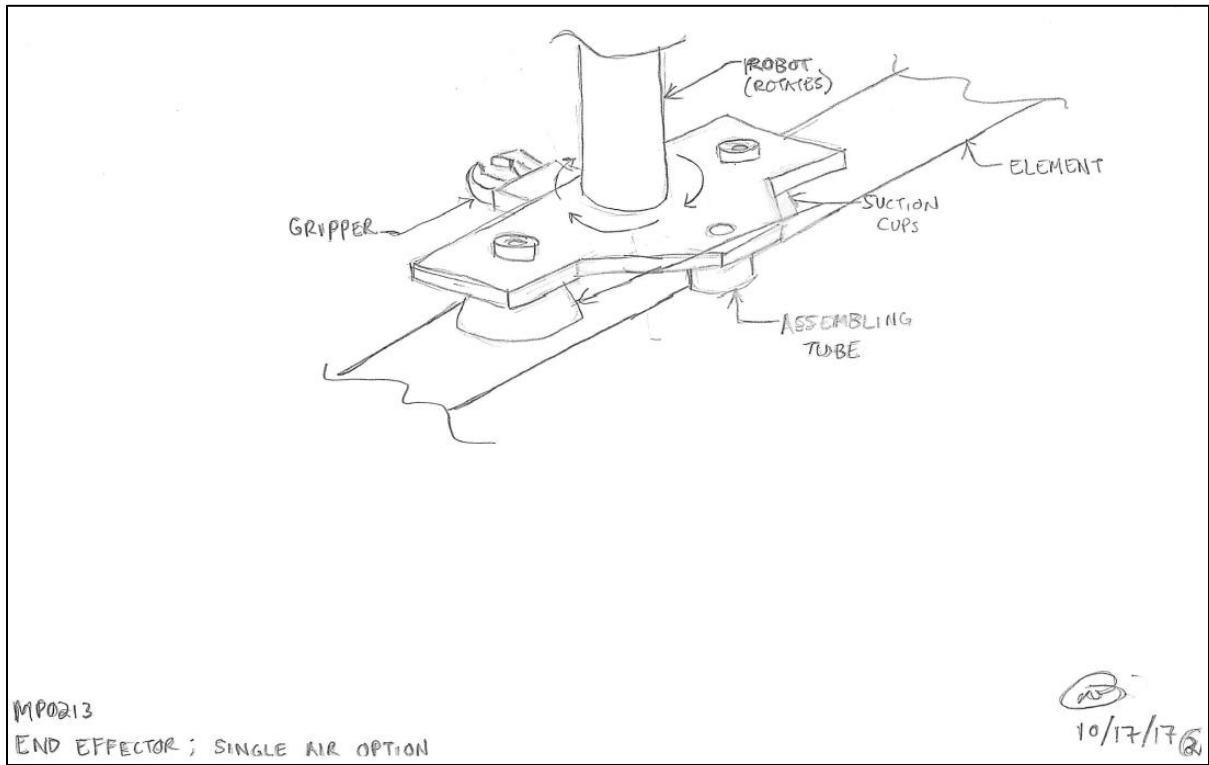 ROBOT
(ROTATES)
ELEMENT
SUCTION
CUPS
GRIPPER
ASSEMBLING
TUBE
MP0213
END EFFECTOR; SINGLE AIR OPTION
10/17/17